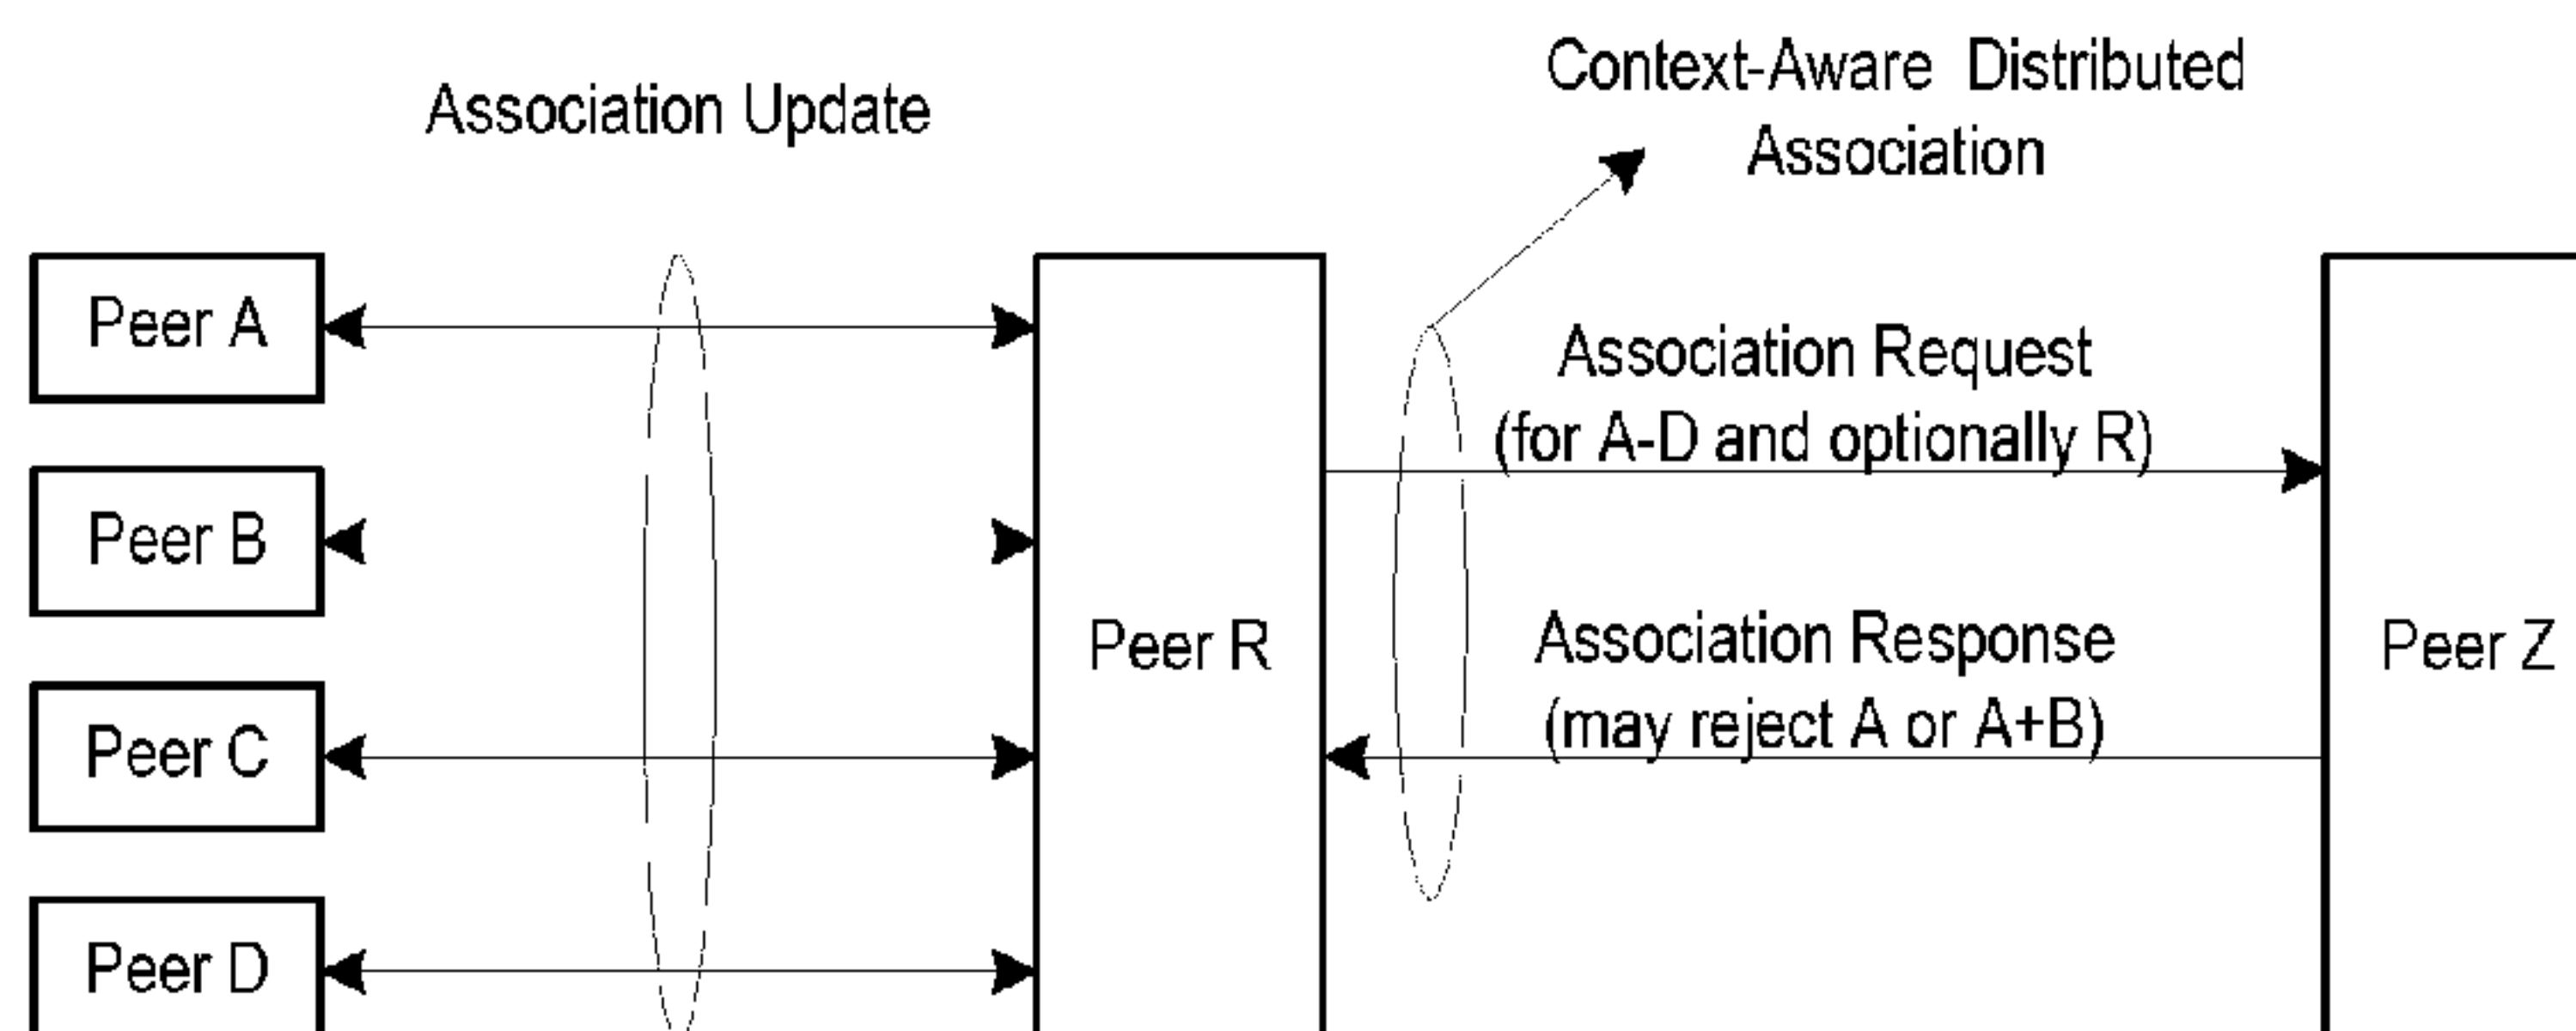 Context-Aware Distributed
Association
Association Update
Peer A
Association Request
(for A-D and optionally R)
Peer B
Peer R
Association Response
(may reject A or A+B)
Peer Z
Peer C
Peer D